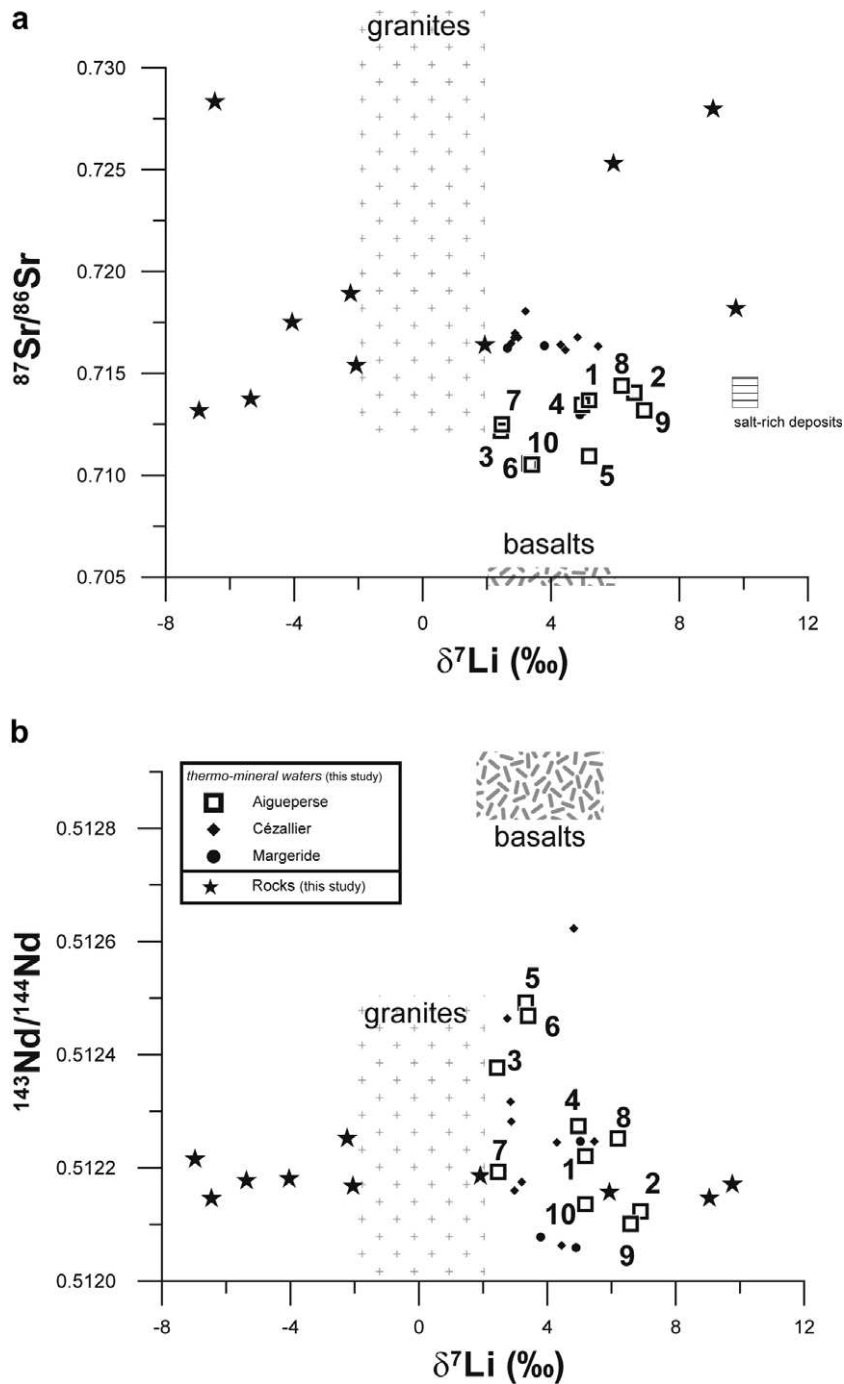 a
granites
0.730
0.725
0.720
0.715
0.710
0.705
87Sr/86Sr
8
2
1
4
7
9
3
6
10
5
salt-rich deposits
basalts
-8
-4
0
4
8
12
δ7Li (‰)
b
thermo-mineral waters (this study)
Aigueperse
Cézallier
Margeride
Rocks (this study)
basalts
0.5128
0.5126
0.5124
0.5122
0.5120
143Nd/144Nd
granites
5
6
3
4
8
7
1
2
10
9
-8
-4
0
4
8
12
δ7Li (‰)